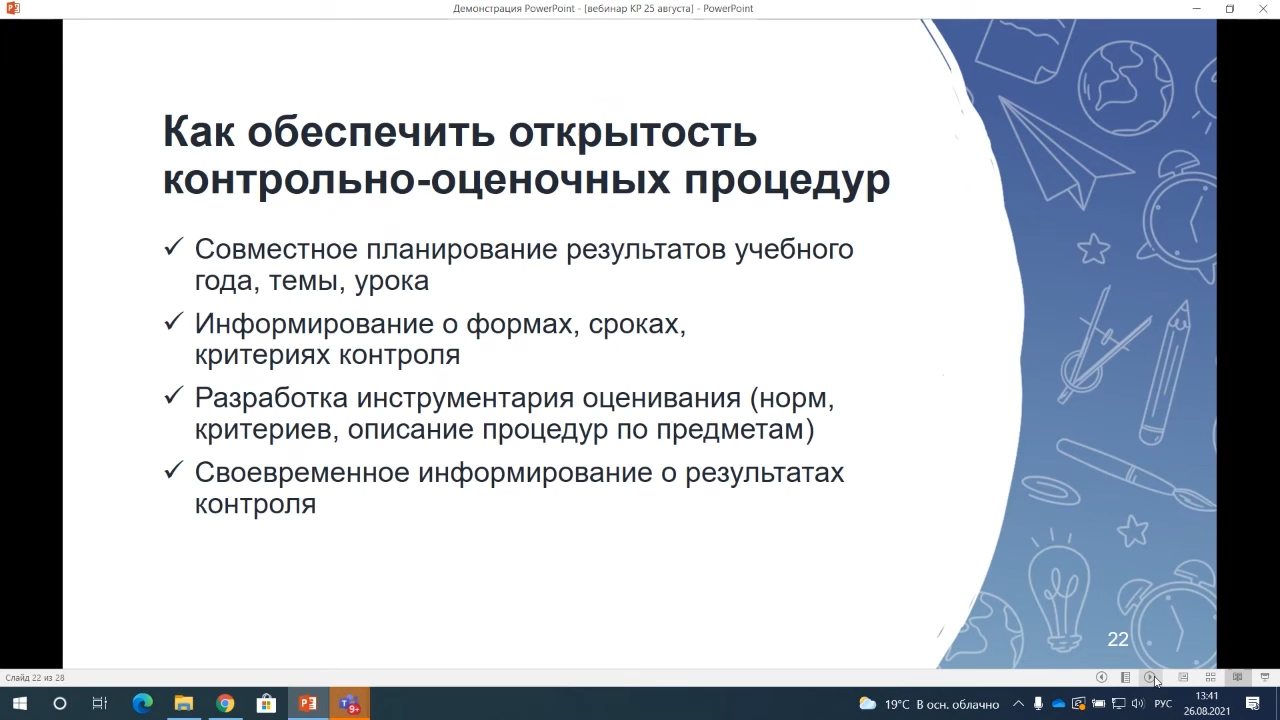 Демонстрация PowerPoint - [вебинар КР 25 августа] - PowerPoint
Как обеспечить открытость
контрольно-оценочных процедур
✓ Совместное планирование результатов учебного
года, темы, урока
✓ Информирование о формах, сроках,
критериях контроля
✓ Разработка инструментария оценивания (норм,
критериев, описание процедур по предметам)
✓ Своевременное информирование о результатах
контроля
22
Слайд 22 из 28
9+
19°C В осн. облачно
РУС
13:41
26.08.2021